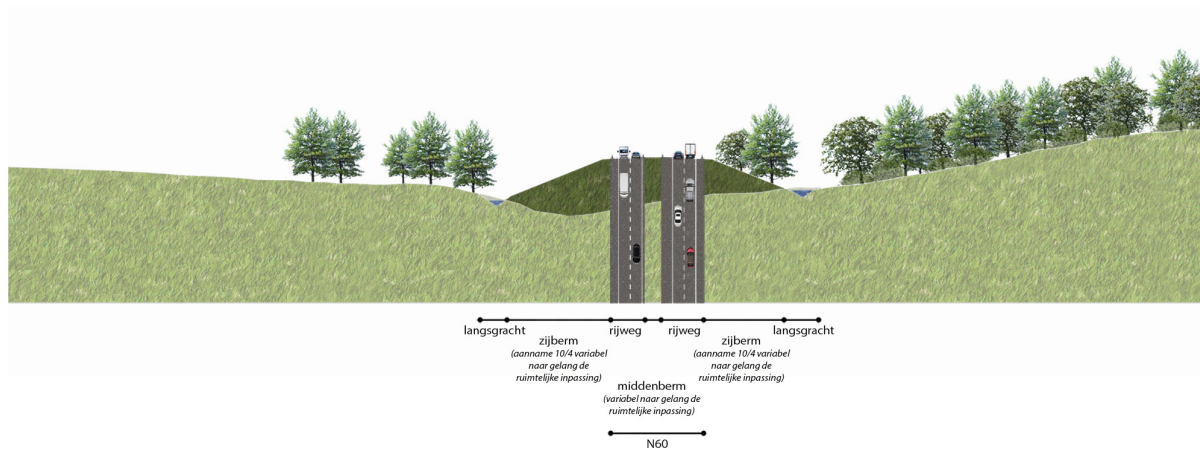 langsgracht
rijweg
rijweg
langsgracht
zijberm
(aanname 10/4 variabel
naar gelang de
ruimtelijke inpassing)
zijberm
(aanname 10/4 variabel
naar gelang de
ruimtelijke inpassing)
middenberm
(variabel naar gelang de
ruimtelijke inpassing)
N60